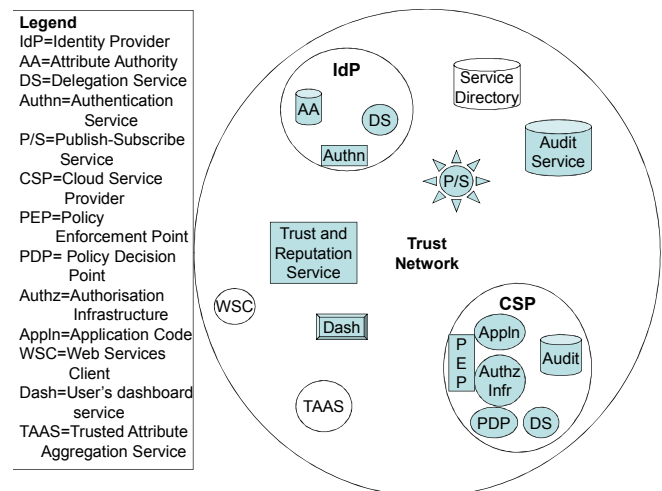 Legend
IdP=Identity Provider
AA=Attribute Authority
DS=Delegation Service
Authn=Authentication
Service
P/S=Publish-Subscribe
Service
CSP=Cloud Service
Provider
PEP=Policy
Enforcement Point
PDP= Policy Decision
Point
Authz=Authorisation
Infrastructure
Appln=Application Code
WSC=Web Services
Client
Dash=User's dashboard
service
TAAS=Trusted Attribute
Aggregation Service
IdP
AA
DS
Authn
Service
Directory
Audit
Service
P/S
Trust and
Reputation
Service
Trust
Network
WSC
Dash
TAAS
CSP
Appln
P
E
P
Authz
Infr
Audit
PDP
DS